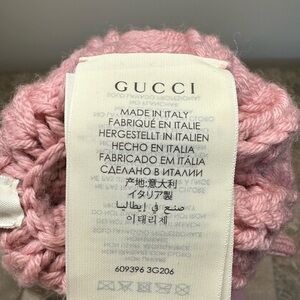 GUCCI
MADE IN ITALY
FABRIQUÉ EN ITALIE
HERGESTELLT IN ITALIEN
HECHO EN ITALIA
FABRICADO EM ITÁLIA
СДЕЛАНО В ИТАЛИИ
产地:意大利
イタリア製
صنع في إيطاليا
이태리제
609396 3G206